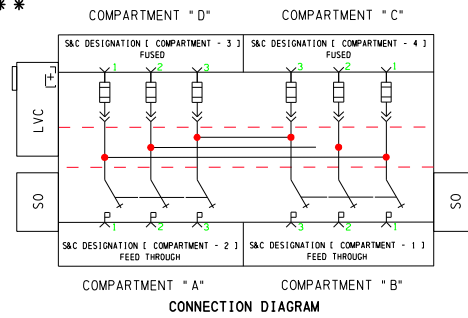 **
COMPARTMENT "D" COMPARTMENT "C"
S&C DESIGNATION [ COMPARTMENT - 3 ] S&C DESIGNATION [ COMPARTMENT - 4 ]
FUSED FUSED
1 2 3 3 2 1
+
LVC
SO SO
1 2 3 3 2 1
S&C DESIGNATION [ COMPARTMENT - 2 ] S&C DESIGNATION [ COMPARTMENT - 1 ]
FEED THROUGH FEED THROUGH
COMPARTMENT "A" COMPARTMENT "B"
CONNECTION DIAGRAM